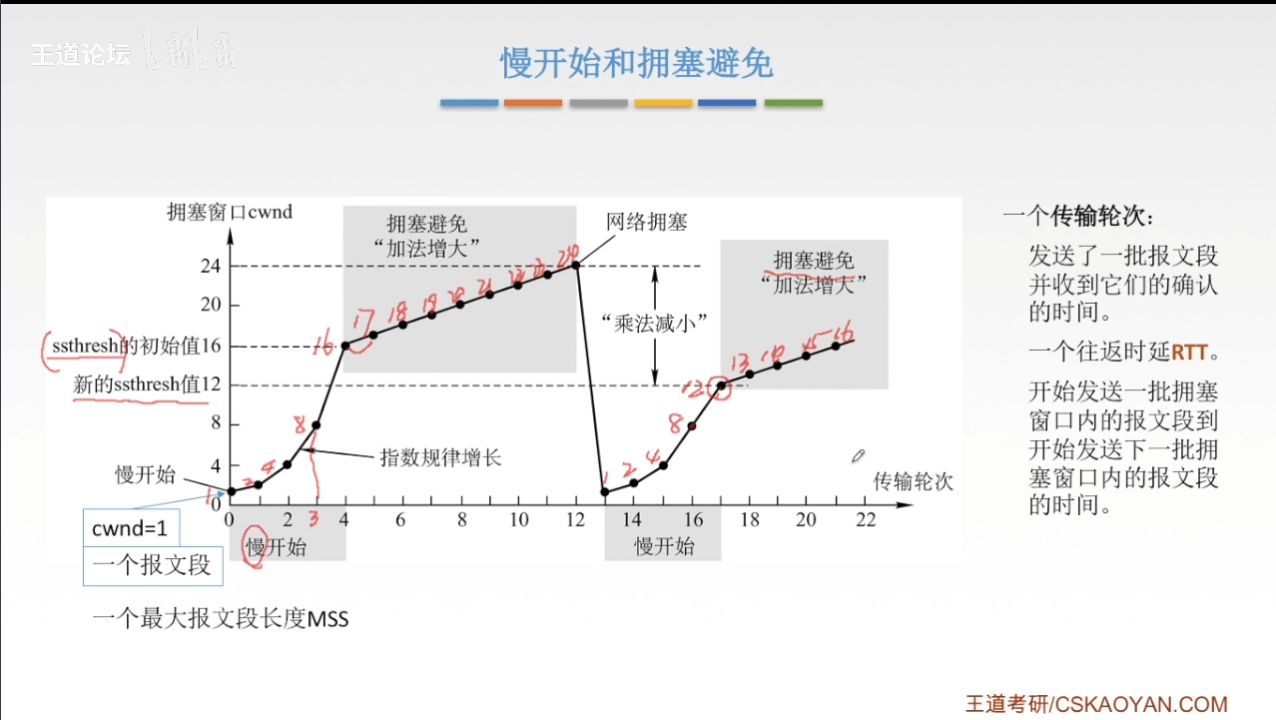 王道论坛
bilibili
慢开始和拥塞避免
拥塞窗口cwnd
拥塞避免
“加法增大”
网络拥塞
拥塞避免
“加法增大”
“乘法减小”
24
20
ssthresh的初始值16
新的ssthresh值12
8
4
0
慢开始
指数规律增长
传输轮次
1
2
4
8
16
17
18
19
20
21
22
23
24
1
2
4
8
12
13
14
15
16
0
2
3
4
6
8
10
12
14
16
18
20
22
慢开始
慢开始
cwnd=1
一个报文段
一个最大报文段长度MSS
一个传输轮次：
发送了一批报文段
并收到它们的确认
的时间。
一个往返时延RTT。
开始发送一批拥塞
窗口内的报文段到
开始发送下一批拥
塞窗口内的报文段
的时间。
王道考研/CSKAOYAN.COM